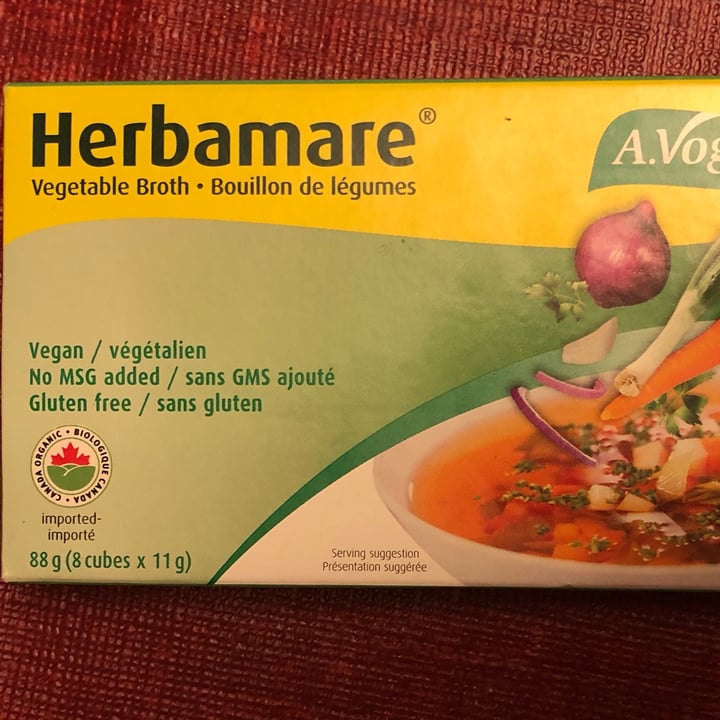 Herbamare®
Vegetable Broth • Bouillon de légumes
A.Vog
Vegan / végétalien
No MSG added / sans GMS ajouté
Gluten free / sans gluten
CANADA ORGANIC • BIOLOGIQUE CANADA •
imported-
importé
88 g (8 cubes x 11 g)
Serving suggestion
Présentation suggérée